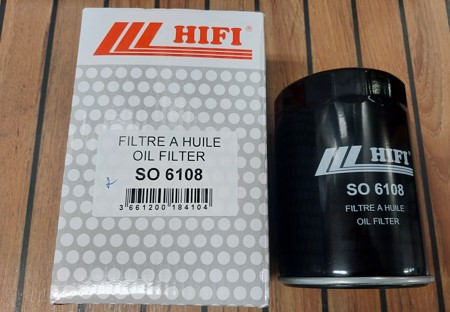 HIFI®
FILTRE A HUILE
OIL FILTER
SO 6108
3 661200 184104
HIFI®
SO 6108
FILTRE A HUILE
OIL FILTER